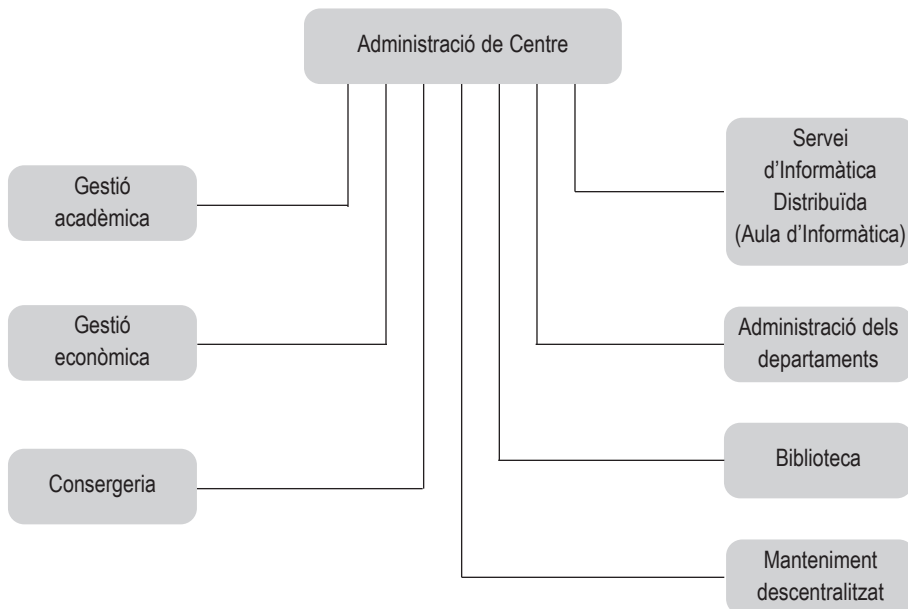 Administració de Centre
Gestió
acadèmica
Gestió
econòmica
Consergeria
Servei
d’Informàtica
Distribuïda
(Aula d’Informàtica)
Administració dels
departaments
Biblioteca
Manteniment
descentralitzat